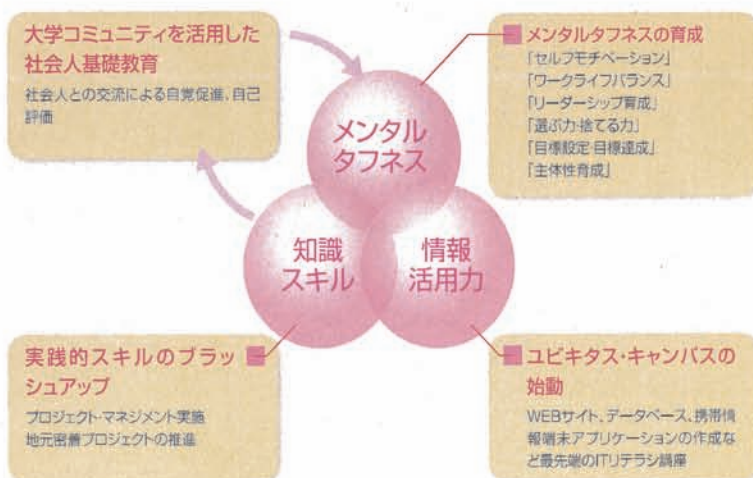 大学コミュニティを活用した
社会人基礎教育
社会人との交流による自覚促進、自己
評価
メンタルタフネスの育成
「セルフモチベーション」
「ワークライフバランス」
「リーダーシップ育成」
「選ぶ力・捨てる力」
「目標設定・目標達成」
「主体性育成」
メンタル
タフネス
知識
スキル
情報
活用力
実践的スキルのブラッ
シュアップ
プロジェクト・マネジメント実施
地元密着プロジェクトの推進
ユビキタス・キャンパスの
始動
WEBサイト、データベース、携帯情
報端末アプリケーションの作成な
ど最先端のITリテラシ講座